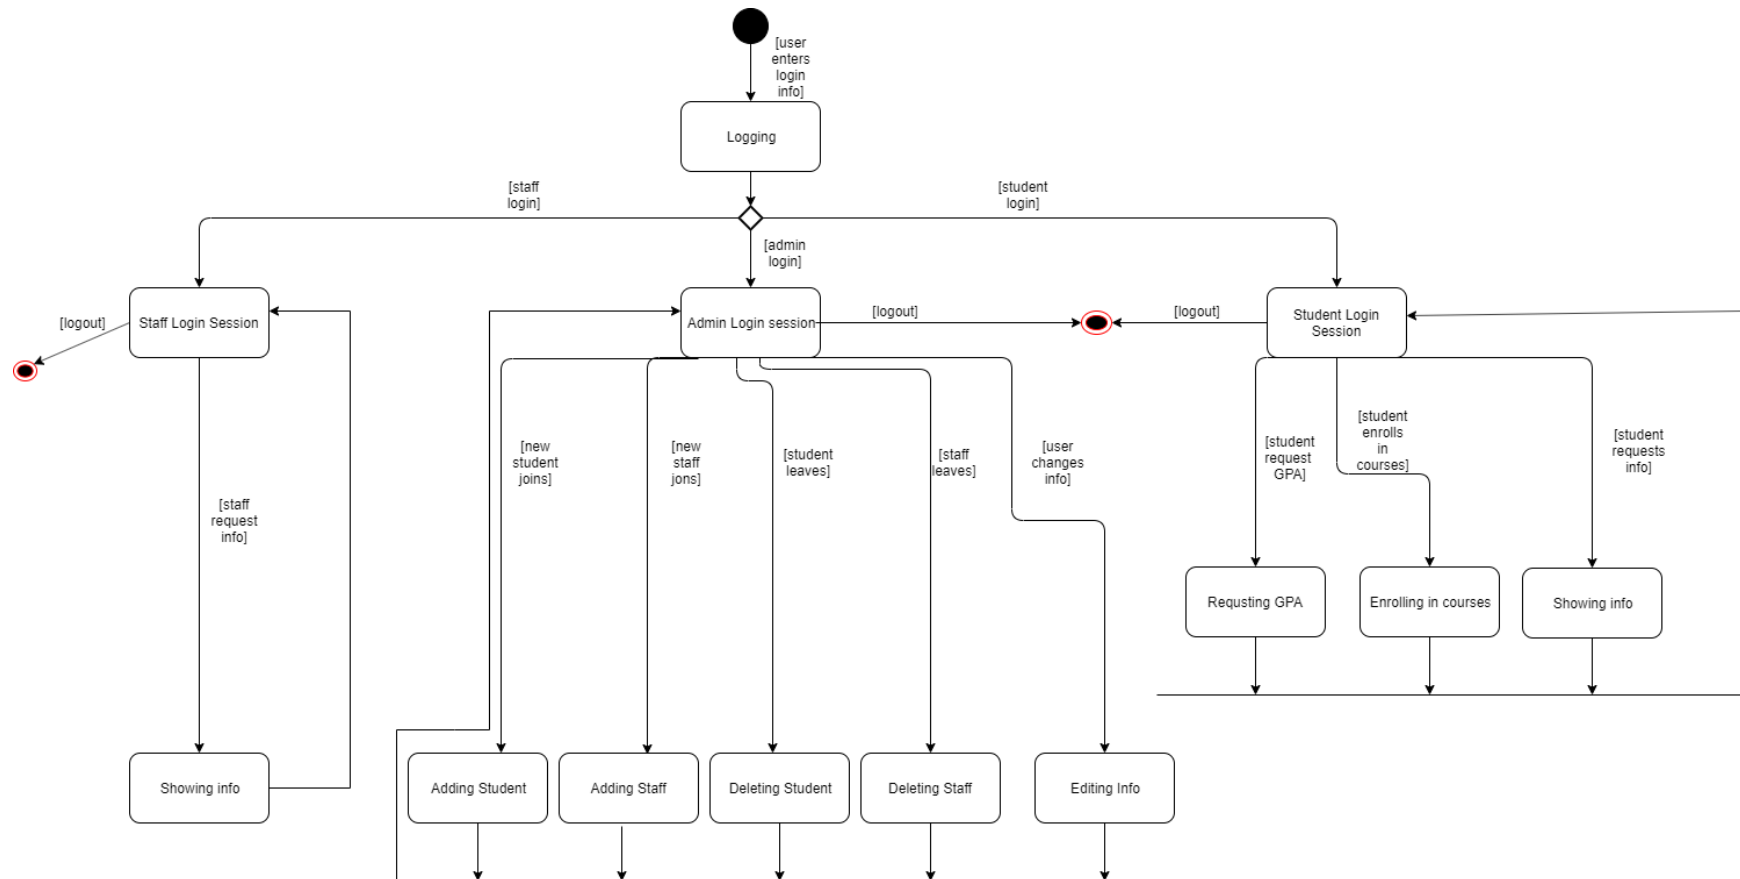 [user
enters
login
info]
Logging
[staff
login]
[student
login]
[admin
login]
[logout]
Staff Login Session
Admin Login session
[logout]
[logout]
Student Login
Session
[staff
request
info]
[new
student
joins]
[new
staff
jons]
[student
leaves]
[staff
leaves]
[user
changes
info]
[student
request
GPA]
[student
enrolls
in
courses]
[student
requests
info]
Requsting GPA
Enrolling in courses
Showing info
Showing info
Adding Student
Adding Staff
Deleting Student
Deleting Staff
Editing Info